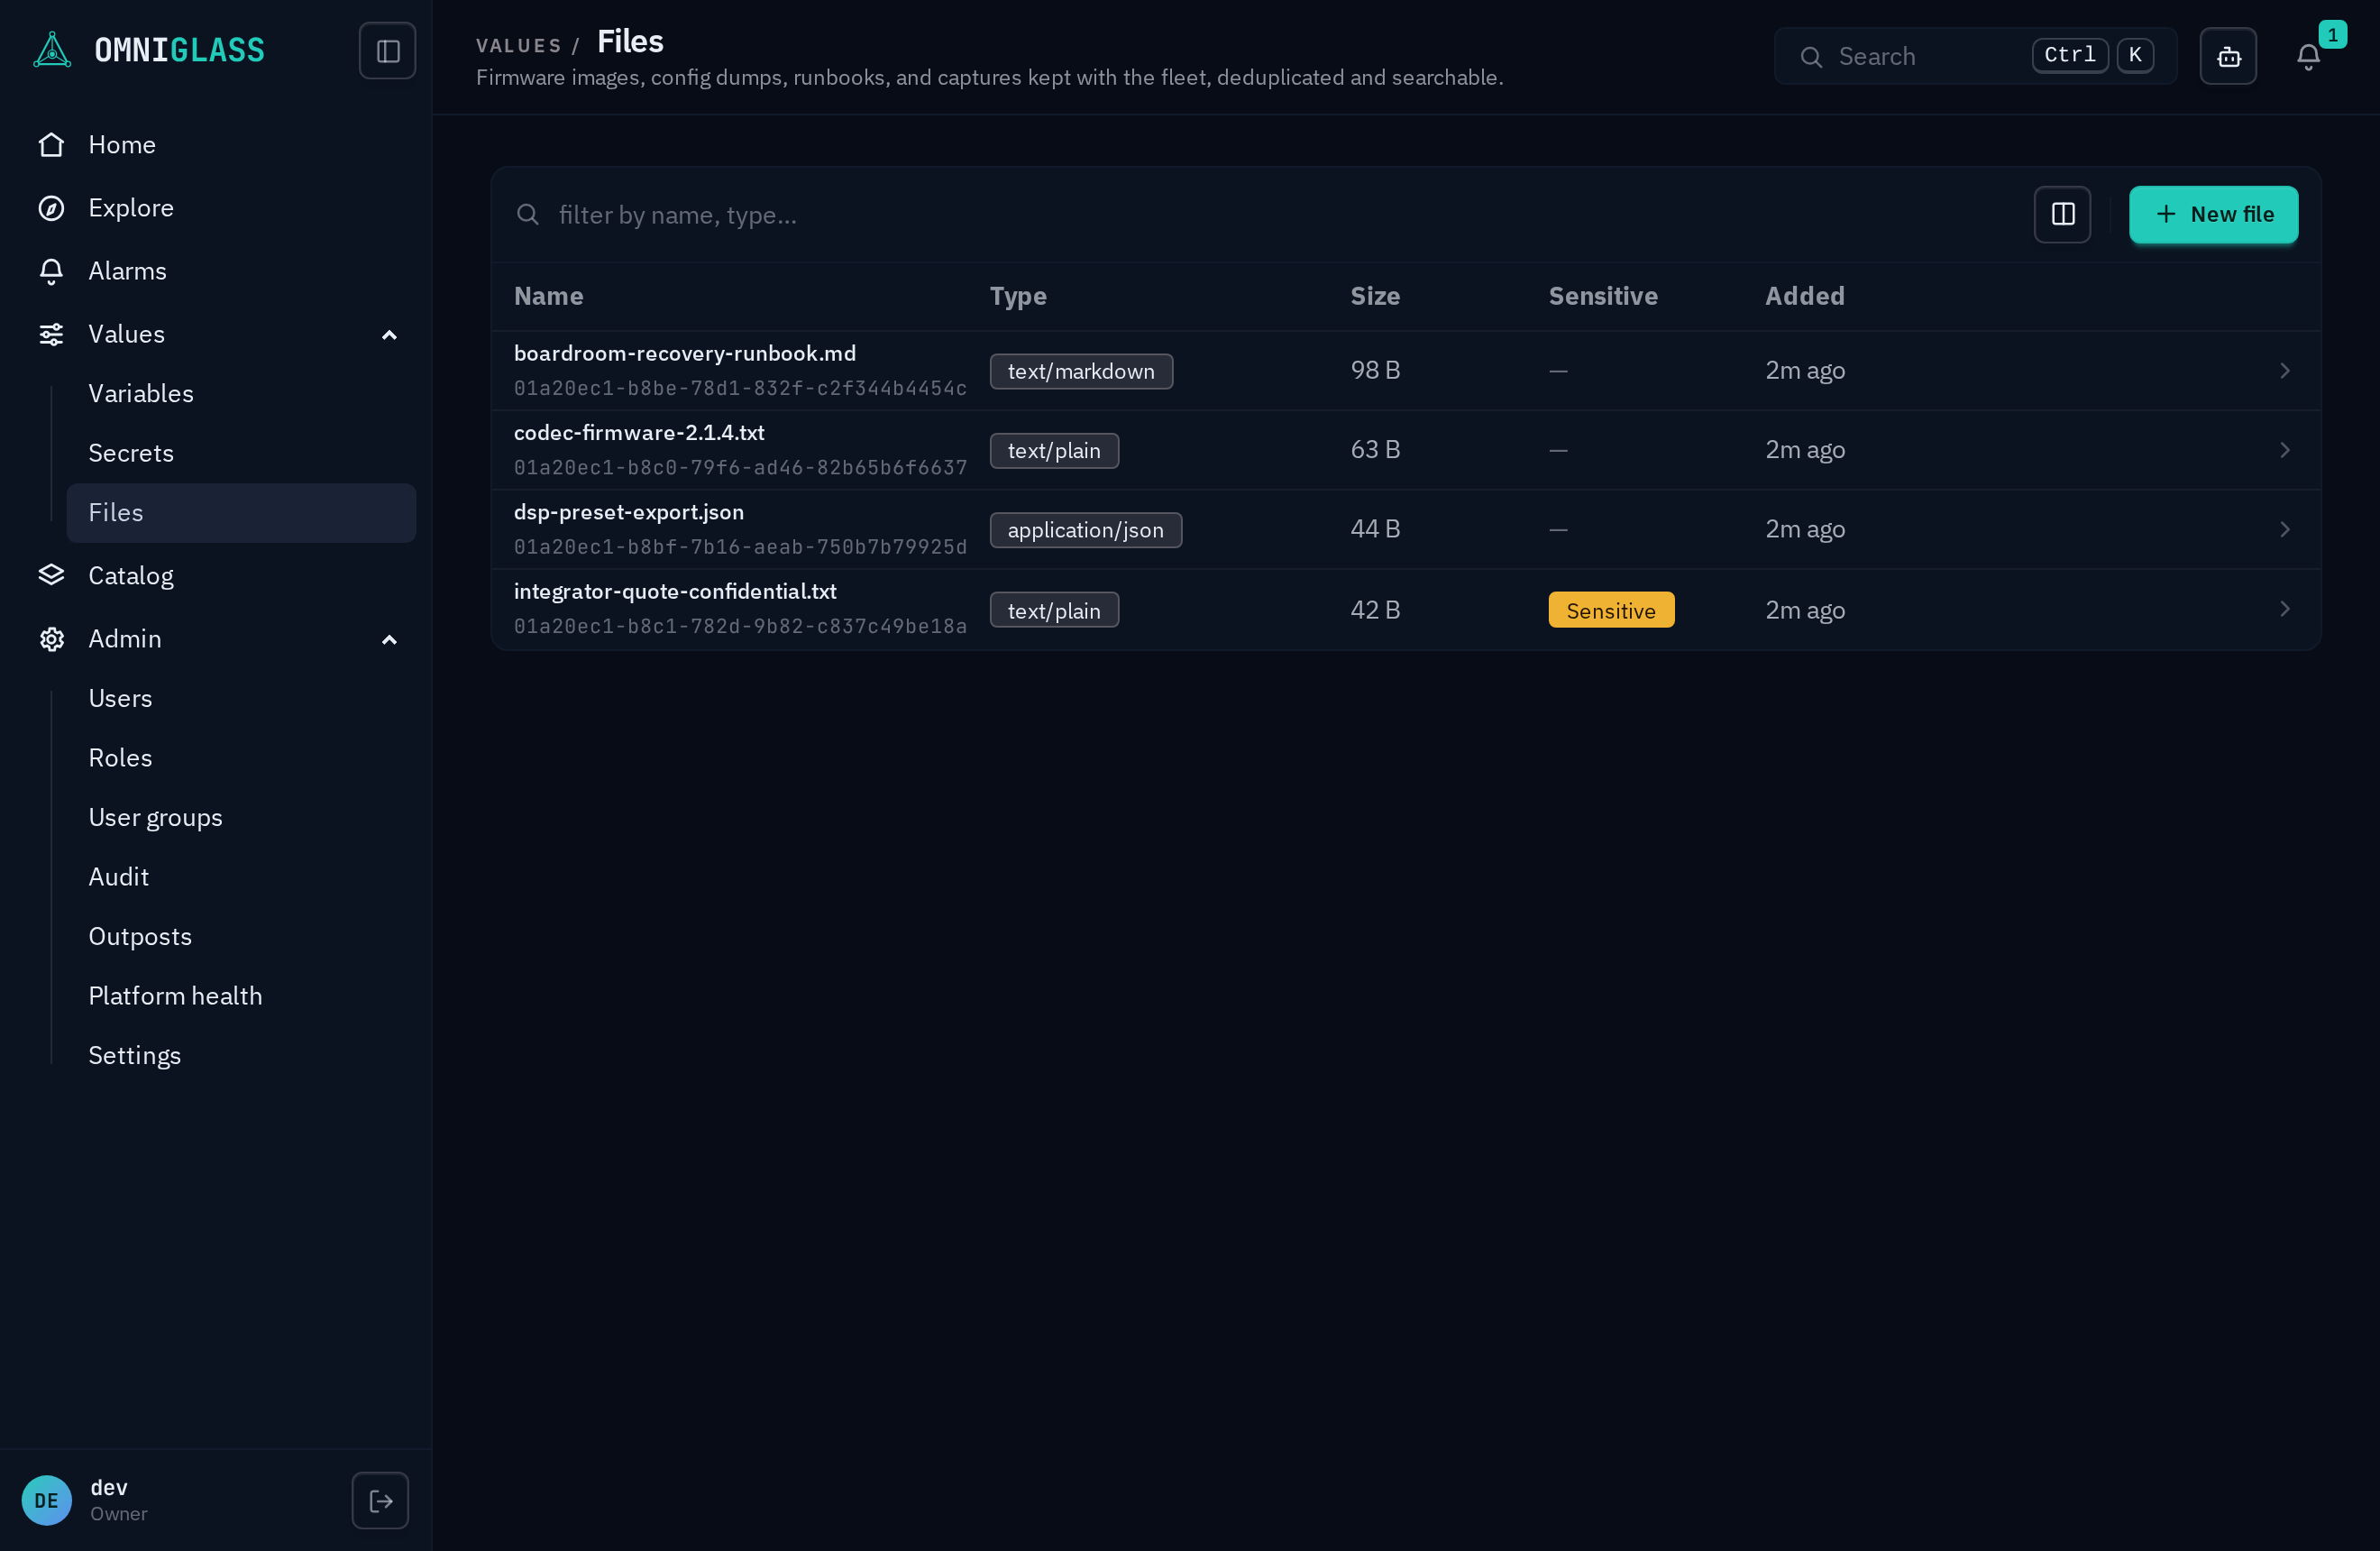 OMNIGLASS
Home
Explore
Alarms
Values
Variables
Secrets
Files
Catalog
Admin
Users
Roles
User groups
Audit
Outposts
Platform health
Settings
DE
dev
Owner
VALUES / Files
Firmware images, config dumps, runbooks, and captures kept with the fleet, deduplicated and searchable.
Search Ctrl K
1
filter by name, type...
New file
Name Type Size Sensitive Added
boardroom-recovery-runbook.md
01a20ec1-b8be-78d1-832f-c2f344b4454c
text/markdown 98 B — 2m ago
codec-firmware-2.1.4.txt
01a20ec1-b8c0-79f6-ad46-82b65b6f6637
text/plain 63 B — 2m ago
dsp-preset-export.json
01a20ec1-b8bf-7b16-aeab-750b7b79925d
application/json 44 B — 2m ago
integrator-quote-confidential.txt
01a20ec1-b8c1-782d-9b82-c837c49be18a
text/plain 42 B Sensitive 2m ago